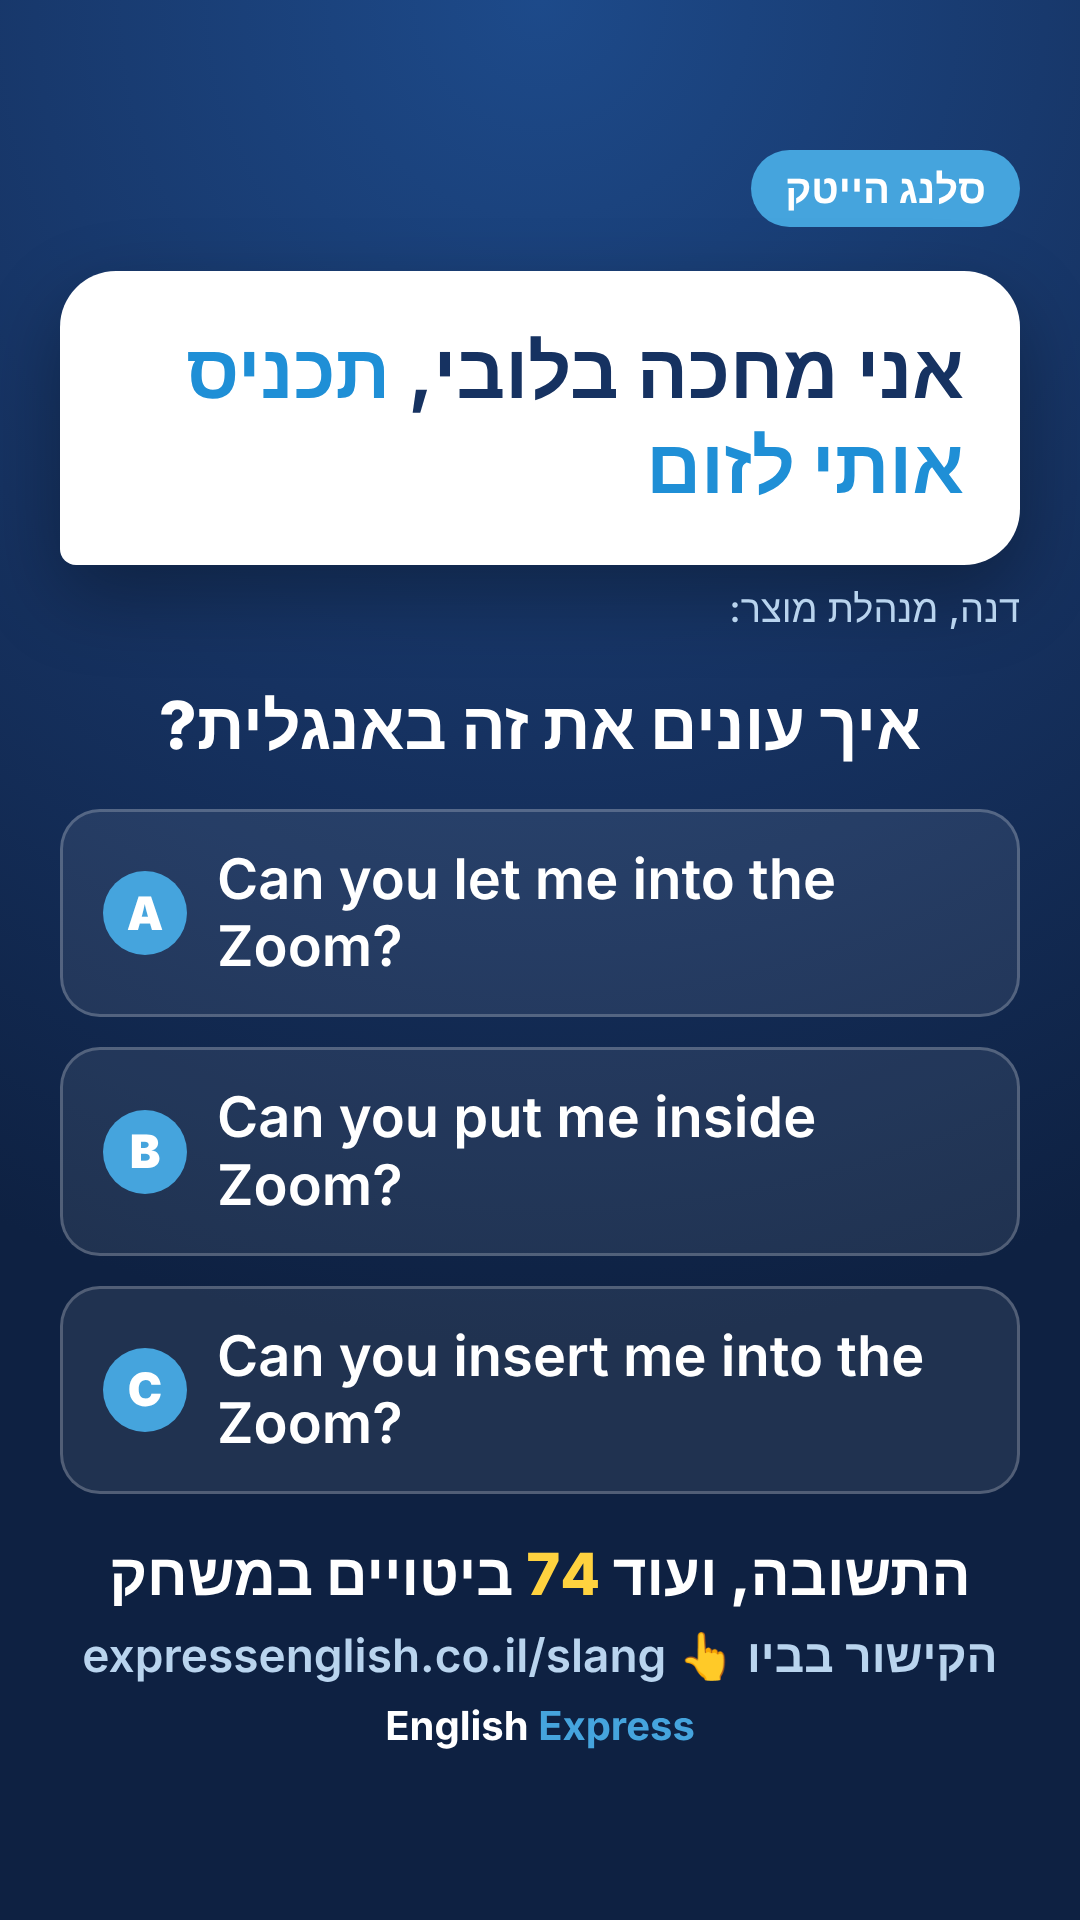 סלנג הייטק
אני מחכה בלובי, תכניס
אותי לזום
דנה, מנהלת מוצר:
איך עונים את זה באנגלית?
A Can you let me into the
Zoom?
B Can you put me inside
Zoom?
C Can you insert me into the
Zoom?
התשובה, ועוד 74 ביטויים במשחק
הקישור בביו 👆 expressenglish.co.il/slang
English Express